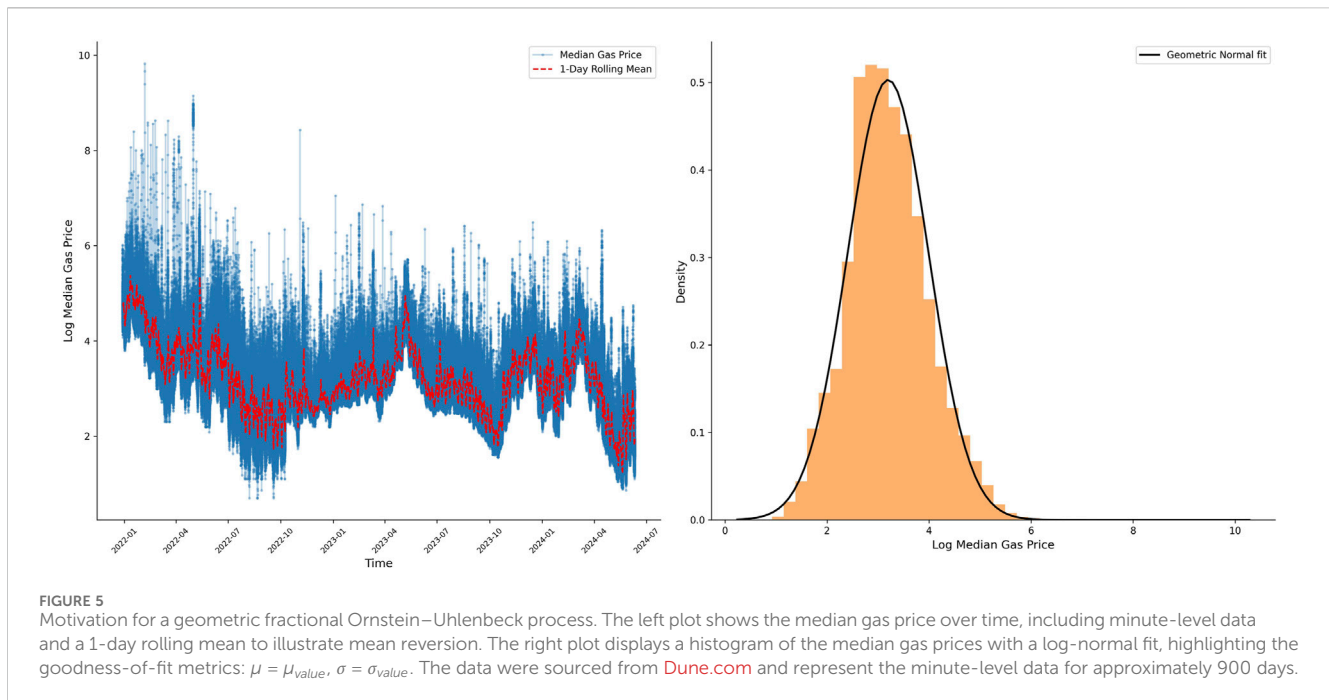 10
8
6
4
2
Log Median Gas Price
Median Gas Price
1-Day Rolling Mean
2022-01
2022-04
2022-07
2022-10
2023-01
2023-04
2023-07
2023-10
2024-01
2024-04
2024-07
Time
0.5
0.4
0.3
0.2
0.1
0.0
Density
Geometric Normal fit
0
2
4
6
8
10
Log Median Gas Price
FIGURE 5
Motivation for a geometric fractional Ornstein–Uhlenbeck process. The left plot shows the median gas price over time, including minute-level data
and a 1-day rolling mean to illustrate mean reversion. The right plot displays a histogram of the median gas prices with a log-normal fit, highlighting the
goodness-of-fit metrics: μ = μvalue, σ = σvalue. The data were sourced from Dune.com and represent the minute-level data for approximately 900 days.